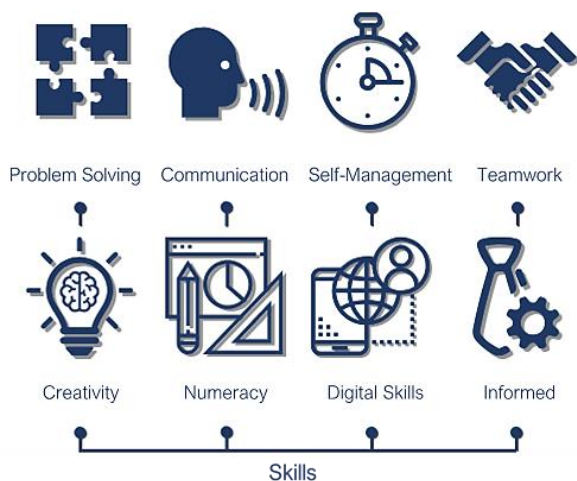 Problem Solving
Communication
Self-Management
Teamwork
Creativity
Numeracy
Digital Skills
Informed
Skills